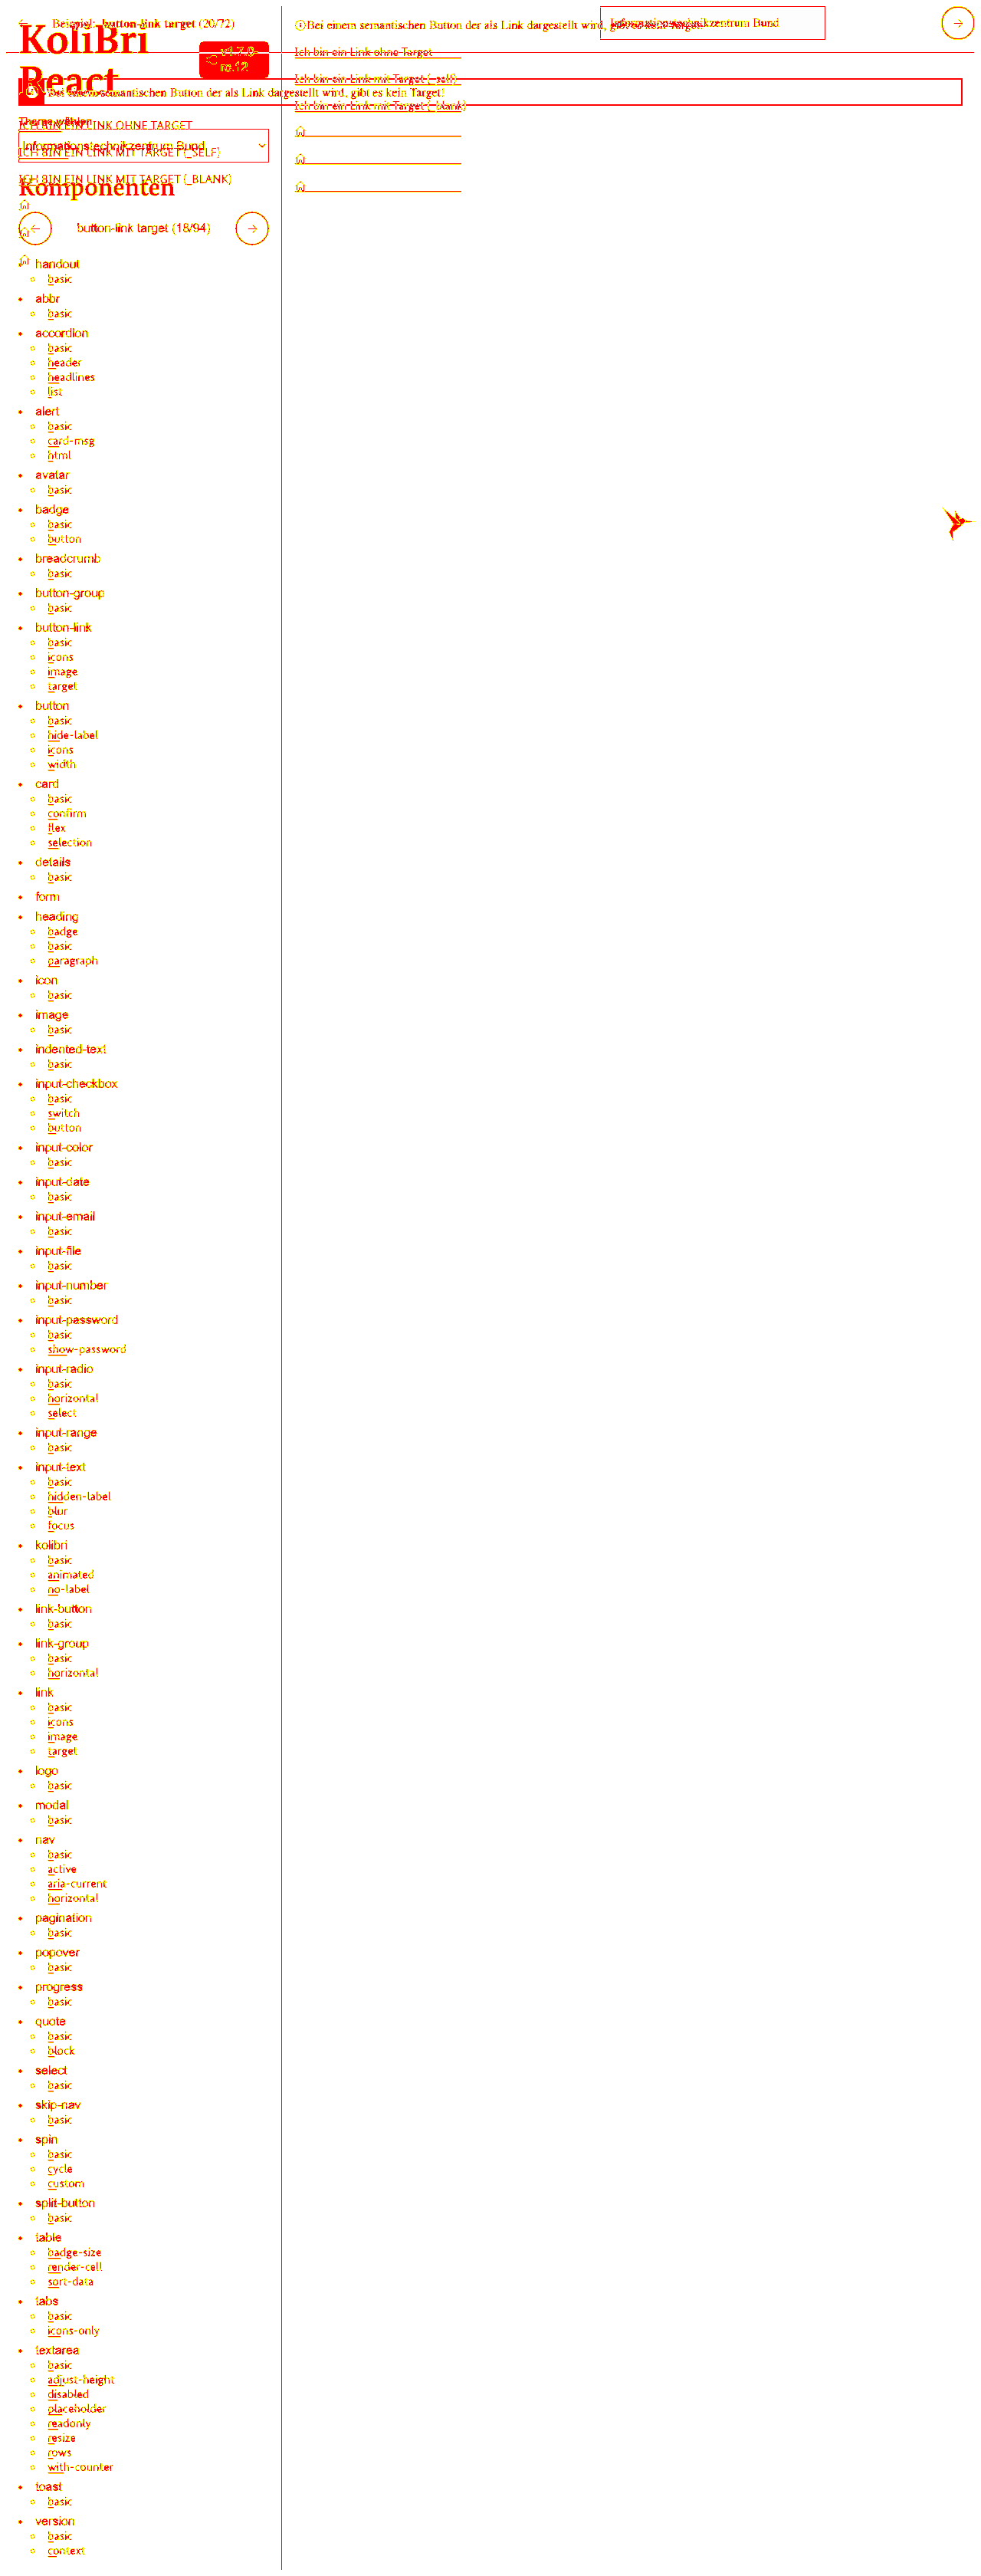 Beispiel: button-link target (20/72)
KoliBri
React
v1.7.0-
rc.12
Bei einem semantischen Button der als Link dargestellt wird, gibt es kein Target!
Informationstechnikzentrum Bund
Ich bin ein Link ohne Target
Ich bin ein Link mit Target (_self)
Ich bin ein Link mit Target (_blank)
Bei einem semantischen Button der als Link dargestellt wird, gibt es kein Target!
Theme wählen
ICH BIN EIN LINK OHNE TARGET
Informationstechnikzentrum Bund
ICH BIN EIN LINK MIT TARGET (_SELF)
ICH BIN EIN LINK MIT TARGET (_BLANK)
Komponenten
button-link target (18/94)
handout
basic
abbr
basic
accordion
basic
header
headlines
list
alert
basic
card-msg
html
avatar
basic
badge
basic
button
breadcrumb
basic
button-group
basic
button-link
basic
icons
image
target
button
basic
hide-label
icons
width
card
basic
confirm
flex
selection
details
basic
form
heading
badge
basic
paragraph
icon
basic
image
basic
indented-text
basic
input-checkbox
basic
switch
button
input-color
basic
input-date
basic
input-email
basic
input-file
basic
input-number
basic
input-password
basic
show-password
input-radio
basic
horizontal
select
input-range
basic
input-text
basic
hidden-label
blur
focus
kolibri
basic
animated
no-label
link-button
basic
link-group
basic
horizontal
link
basic
icons
image
target
logo
basic
modal
basic
nav
basic
active
aria-current
horizontal
pagination
basic
popover
basic
progress
basic
quote
basic
block
select
basic
skip-nav
basic
spin
basic
cycle
custom
split-button
basic
table
badge-size
render-cell
sort-data
tabs
basic
icons-only
textarea
basic
adjust-height
disabled
placeholder
readonly
resize
rows
with-counter
toast
basic
version
basic
context